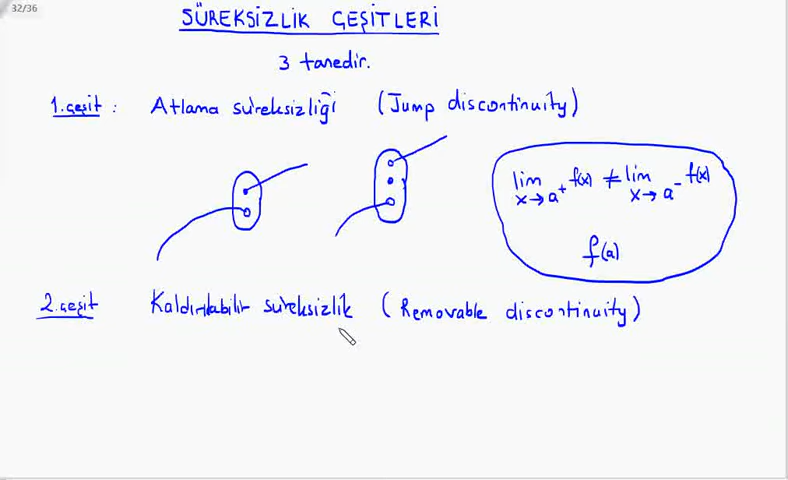 32/36
SÜREKSİZLİK ÇEŞİTLERİ
3 tanedir.
1.çeşit : Atlama süreksizliği (Jump discontinuity)
lim x→a⁺ f(x) ≠ lim x→a⁻ f(x)
f(a)
2.çeşit Kaldırılabilir süreksizlik (Removable discontinuity)